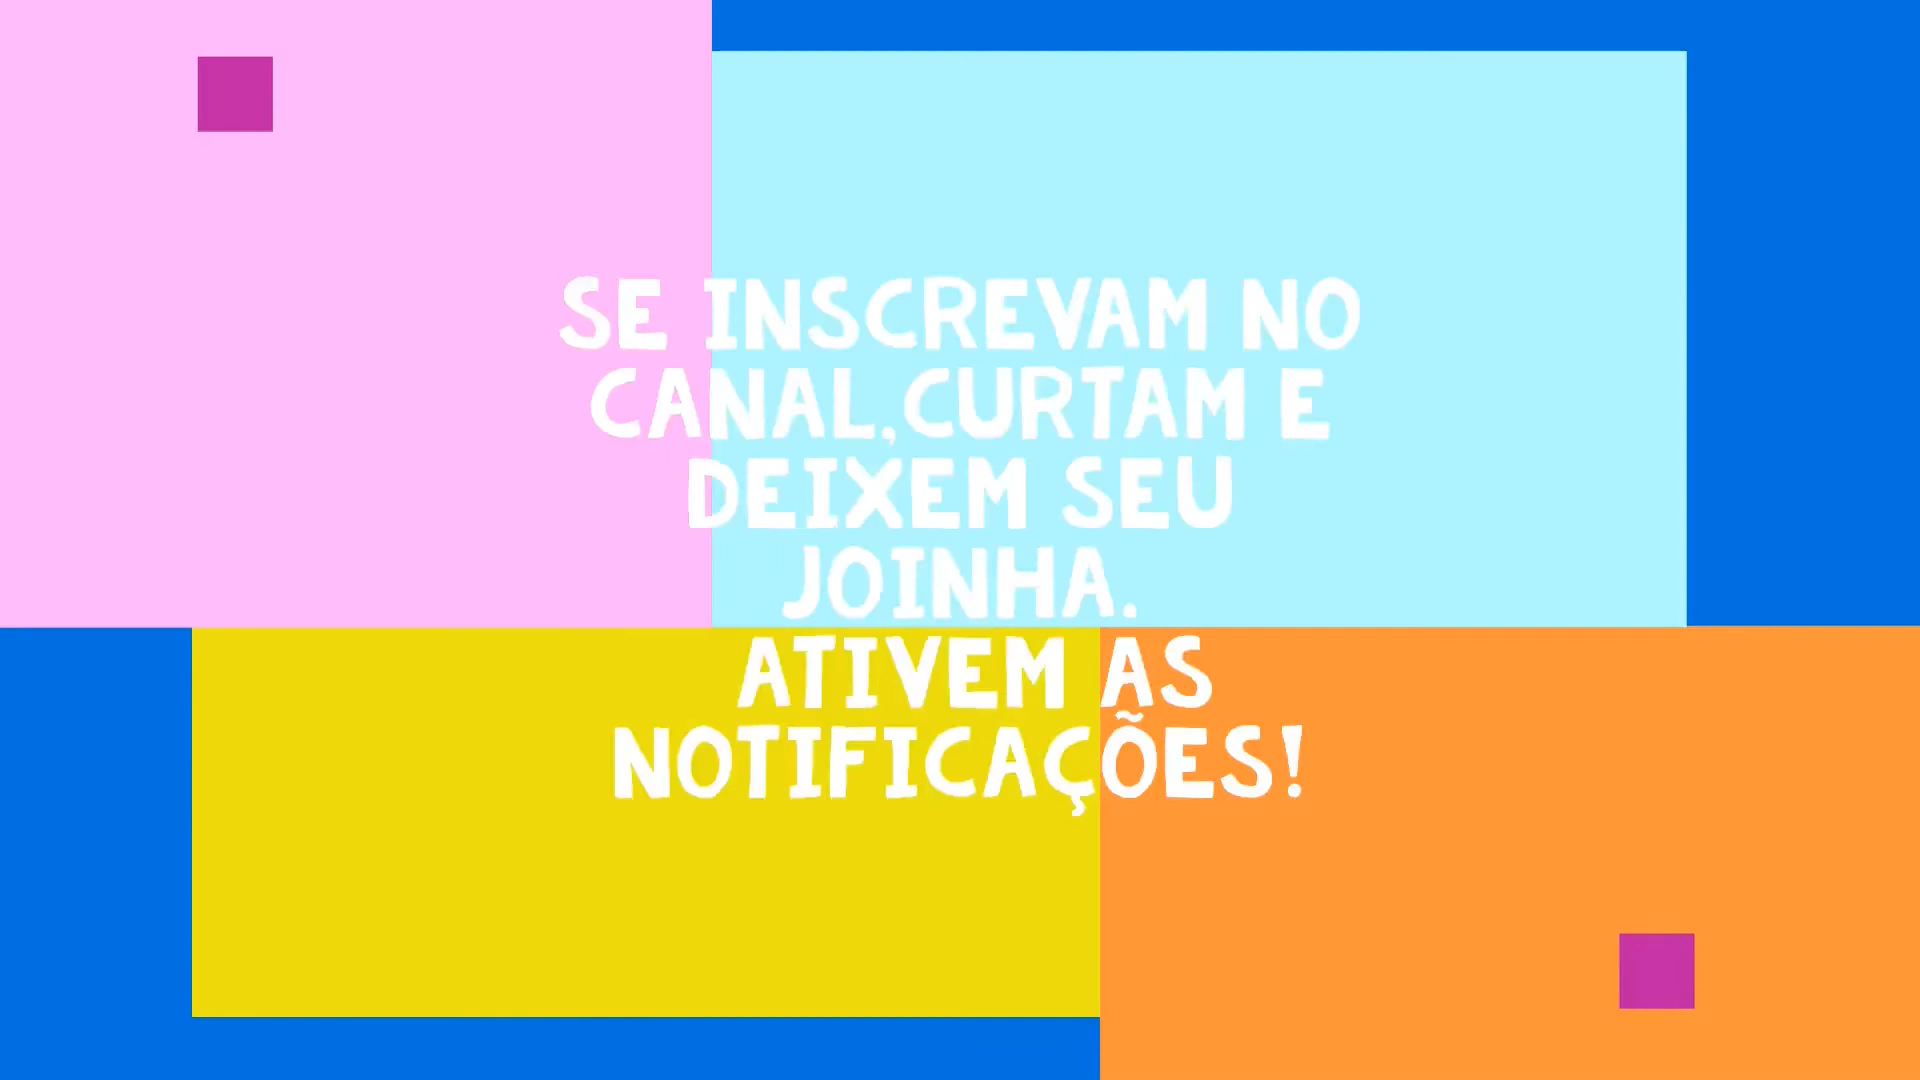 SE INSCREVAM NO
CANAL,CURTAM E
DEIXEM SEU
JOINHA.
ATIVEM AS
NOTIFICAÇÕES!